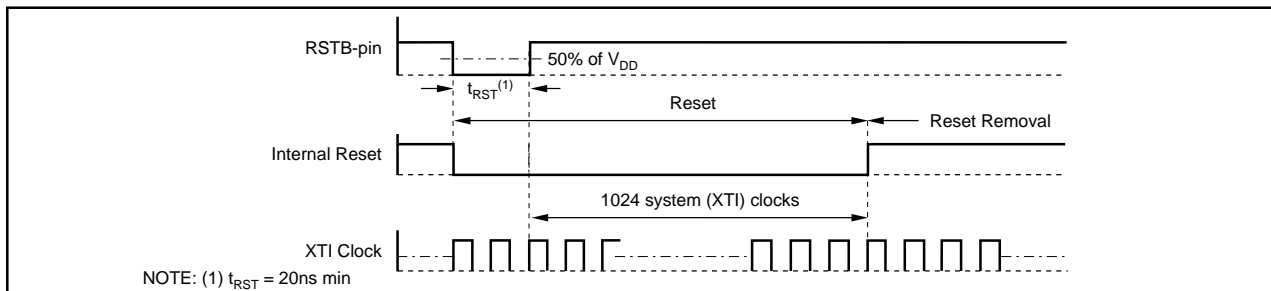 RSTB-pin
50% of VDD
tRST(1)
Reset
Reset Removal
Internal Reset
1024 system (XTI) clocks
XTI Clock
NOTE: (1) tRST = 20ns min